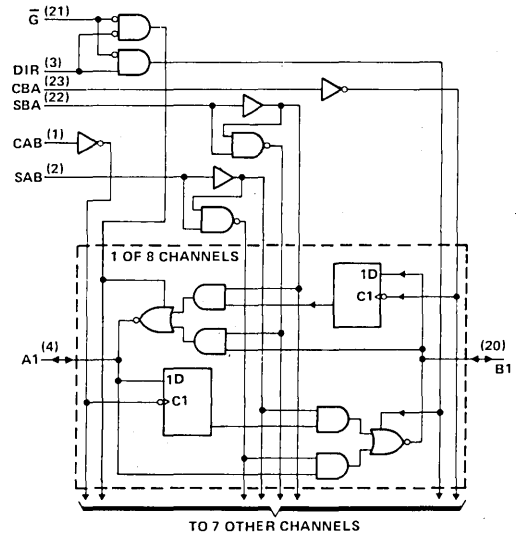 G̅ (21)
DIR (3)
CBA (23)
SBA (22)
CAB (1)
SAB (2)
1 OF 8 CHANNELS
1D
C1
A1 (4)
(20) B1
1D
C1
TO 7 OTHER CHANNELS